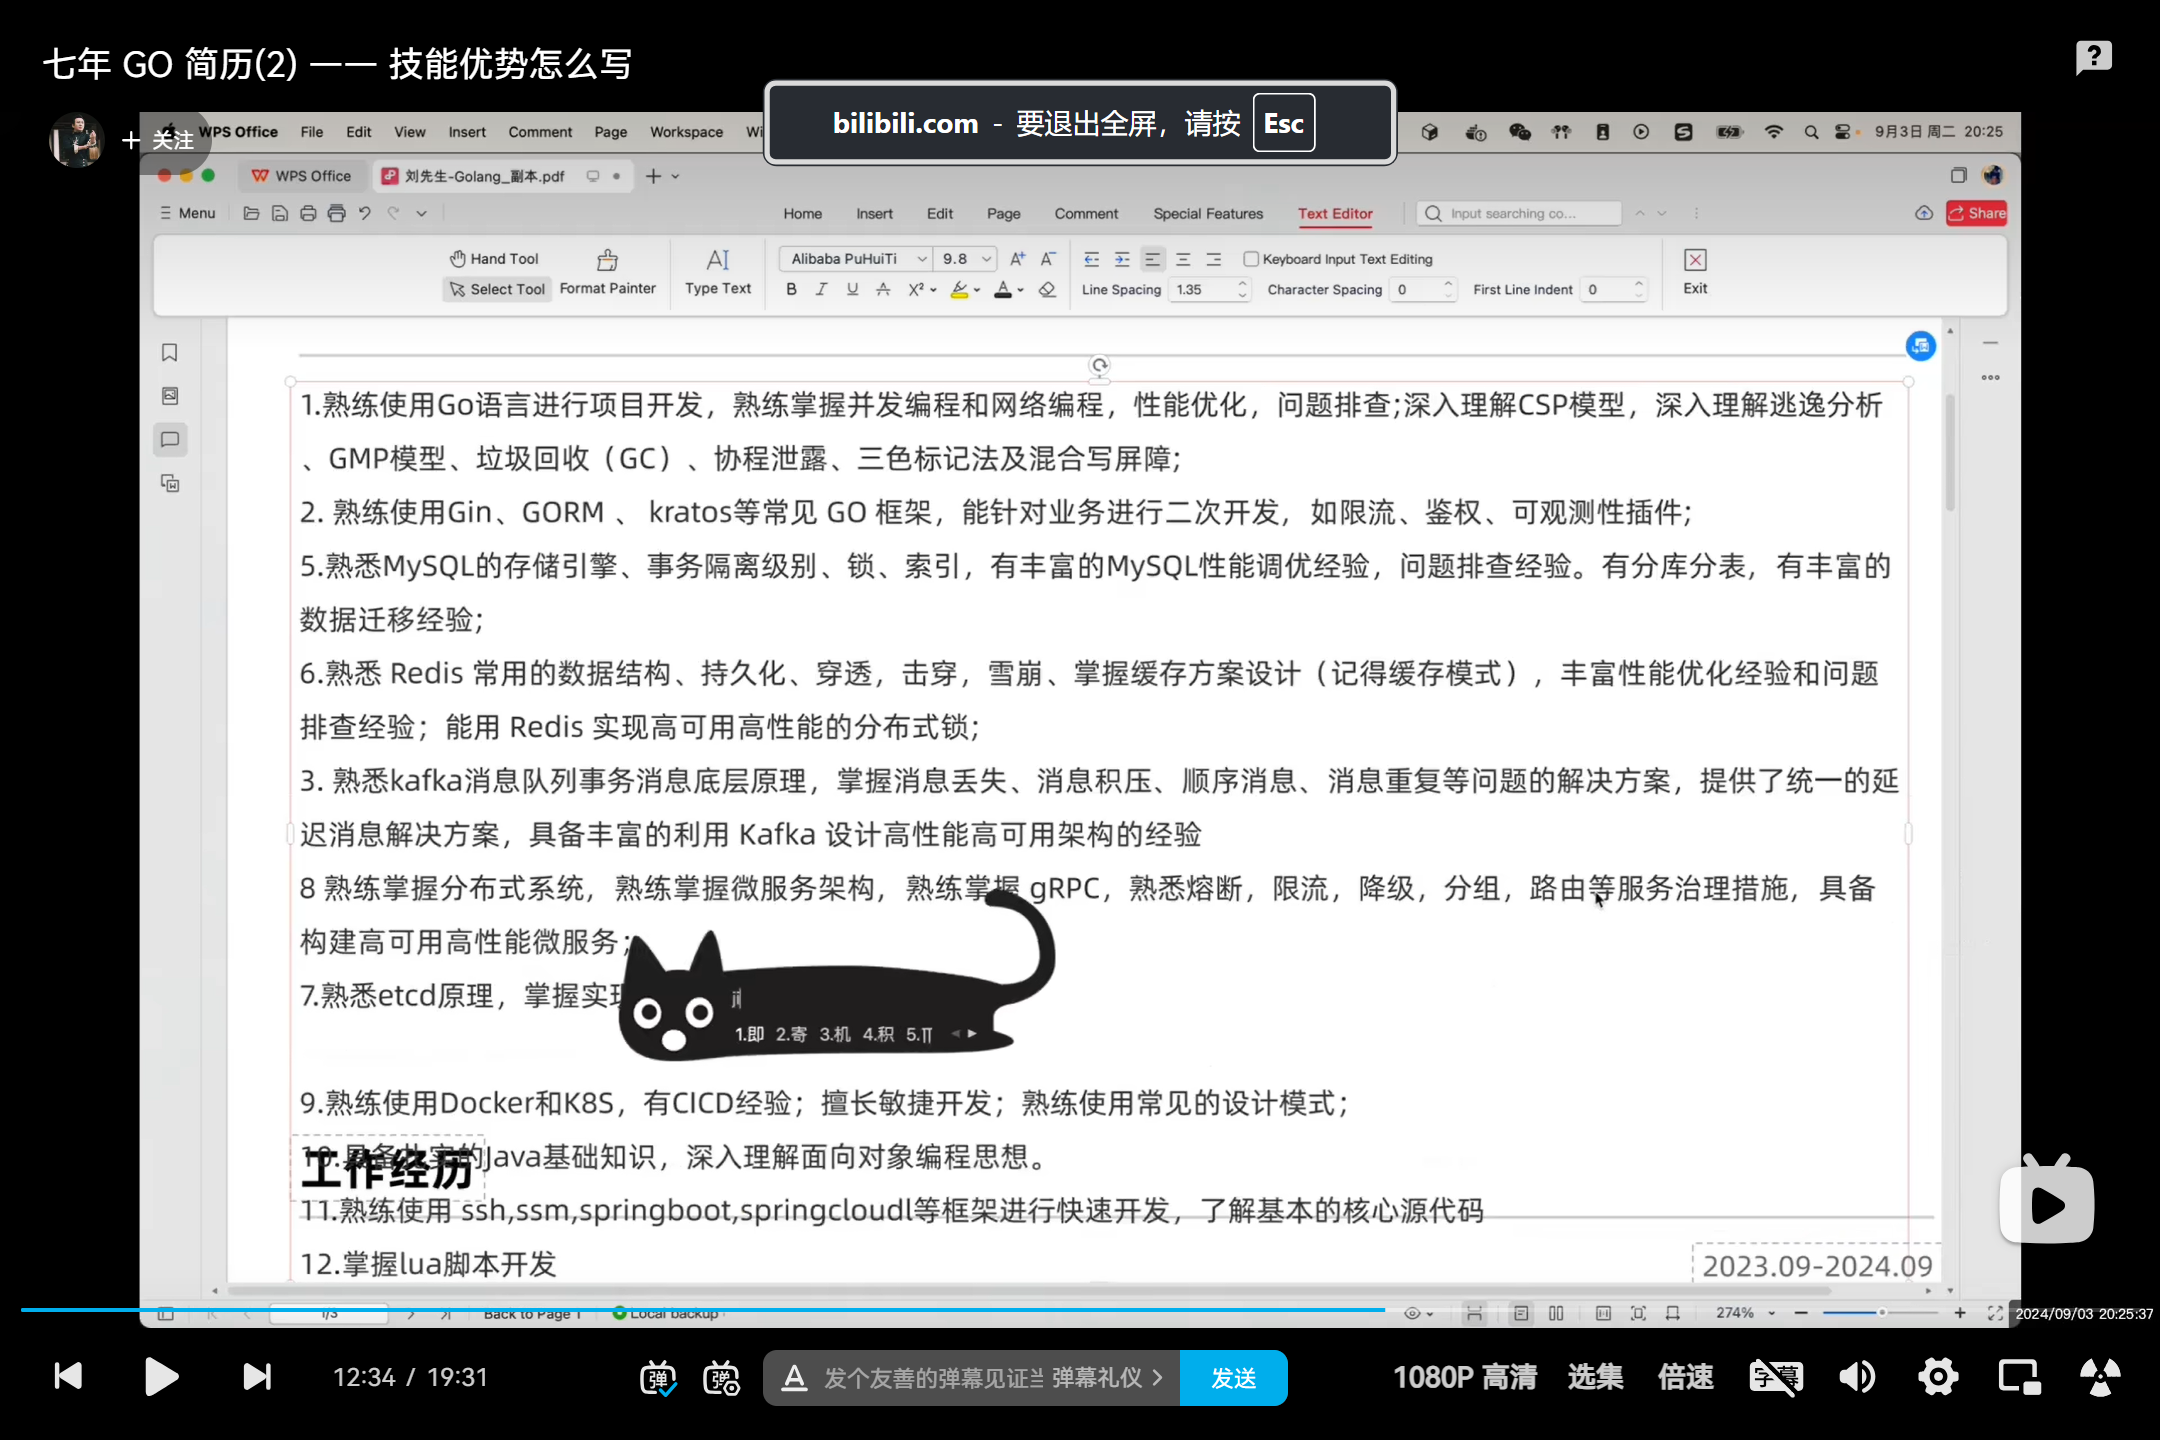 七年 GO 简历(2) 一一 技能优势怎么写
bilibili.com - 要退出全屏，请按 Esc
+ 关注
WPS Office File Edit View Insert Comment Page Workspace Wi
9月3日 周二 20:25
WPS Office
刘先生-Golang_副本.pdf
Menu
Home Insert Edit Page Comment Special Features Text Editor
Input searching co...
Share
Hand Tool
Select Tool
Format Painter
Type Text
Alibaba PuHuiTi 9.8
Keyboard Input Text Editing
Line Spacing 1.35 Character Spacing 0 First Line Indent 0
Exit
1.熟练使用Go语言进行项目开发，熟练掌握并发编程和网络编程，性能优化，问题排查;深入理解CSP模型，深入理解逃逸分析
、GMP模型、垃圾回收（GC）、协程泄露、三色标记法及混合写屏障；
2. 熟练使用Gin、GORM 、 kratos等常见 GO 框架，能针对业务进行二次开发，如限流、鉴权、可观测性插件；
5.熟悉MySQL的存储引擎、事务隔离级别、锁、索引，有丰富的MySQL性能调优经验，问题排查经验。有分库分表，有丰富的
数据迁移经验；
6.熟悉 Redis 常用的数据结构、持久化、穿透，击穿，雪崩、掌握缓存方案设计（记得缓存模式），丰富性能优化经验和问题
排查经验；能用 Redis 实现高可用高性能的分布式锁；
3. 熟悉kafka消息队列事务消息底层原理，掌握消息丢失、消息积压、顺序消息、消息重复等问题的解决方案，提供了统一的延
迟消息解决方案，具备丰富的利用 Kafka 设计高性能高可用架构的经验
8 熟练掌握分布式系统，熟练掌握微服务架构，熟练掌握 gRPC，熟悉熔断，限流，降级，分组，路由等服务治理措施，具备
构建高可用高性能微服务；
7.熟悉etcd原理，掌握实现
ji
1.即 2.寄 3.机 4.积 5.丌
9.熟练使用Docker和K8S，有CICD经验；擅长敏捷开发；熟练使用常见的设计模式；
10.具备扎实的Java基础知识，深入理解面向对象编程思想。
工作经历
11.熟练使用 ssh,ssm,springboot,springcloudl等框架进行快速开发，了解基本的核心源代码
12.掌握lua脚本开发
2023.09-2024.09
1/3 Back to Page 1 Local backup
274%
2024/09/03 20:25:37
12:34 / 19:31
弹
弹
发个友善的弹幕见证当 弹幕礼仪
发送
1080P 高清 选集 倍速 字幕